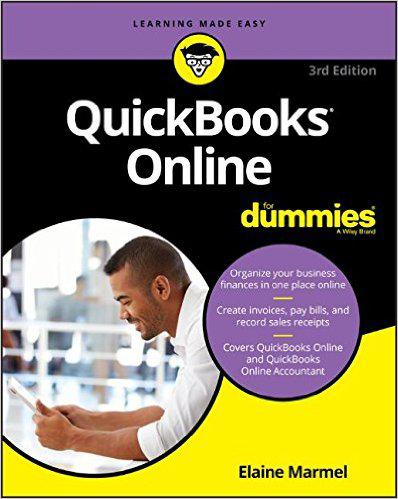 LEARNING MADE EASY
3rd Edition
QuickBooks®
Online
for
dummies®
A Wiley Brand
Organize your business
finances in one place online
Create invoices, pay bills, and
record sales receipts
Covers QuickBooks Online
and QuickBooks
Online Accountant
Elaine Marmel